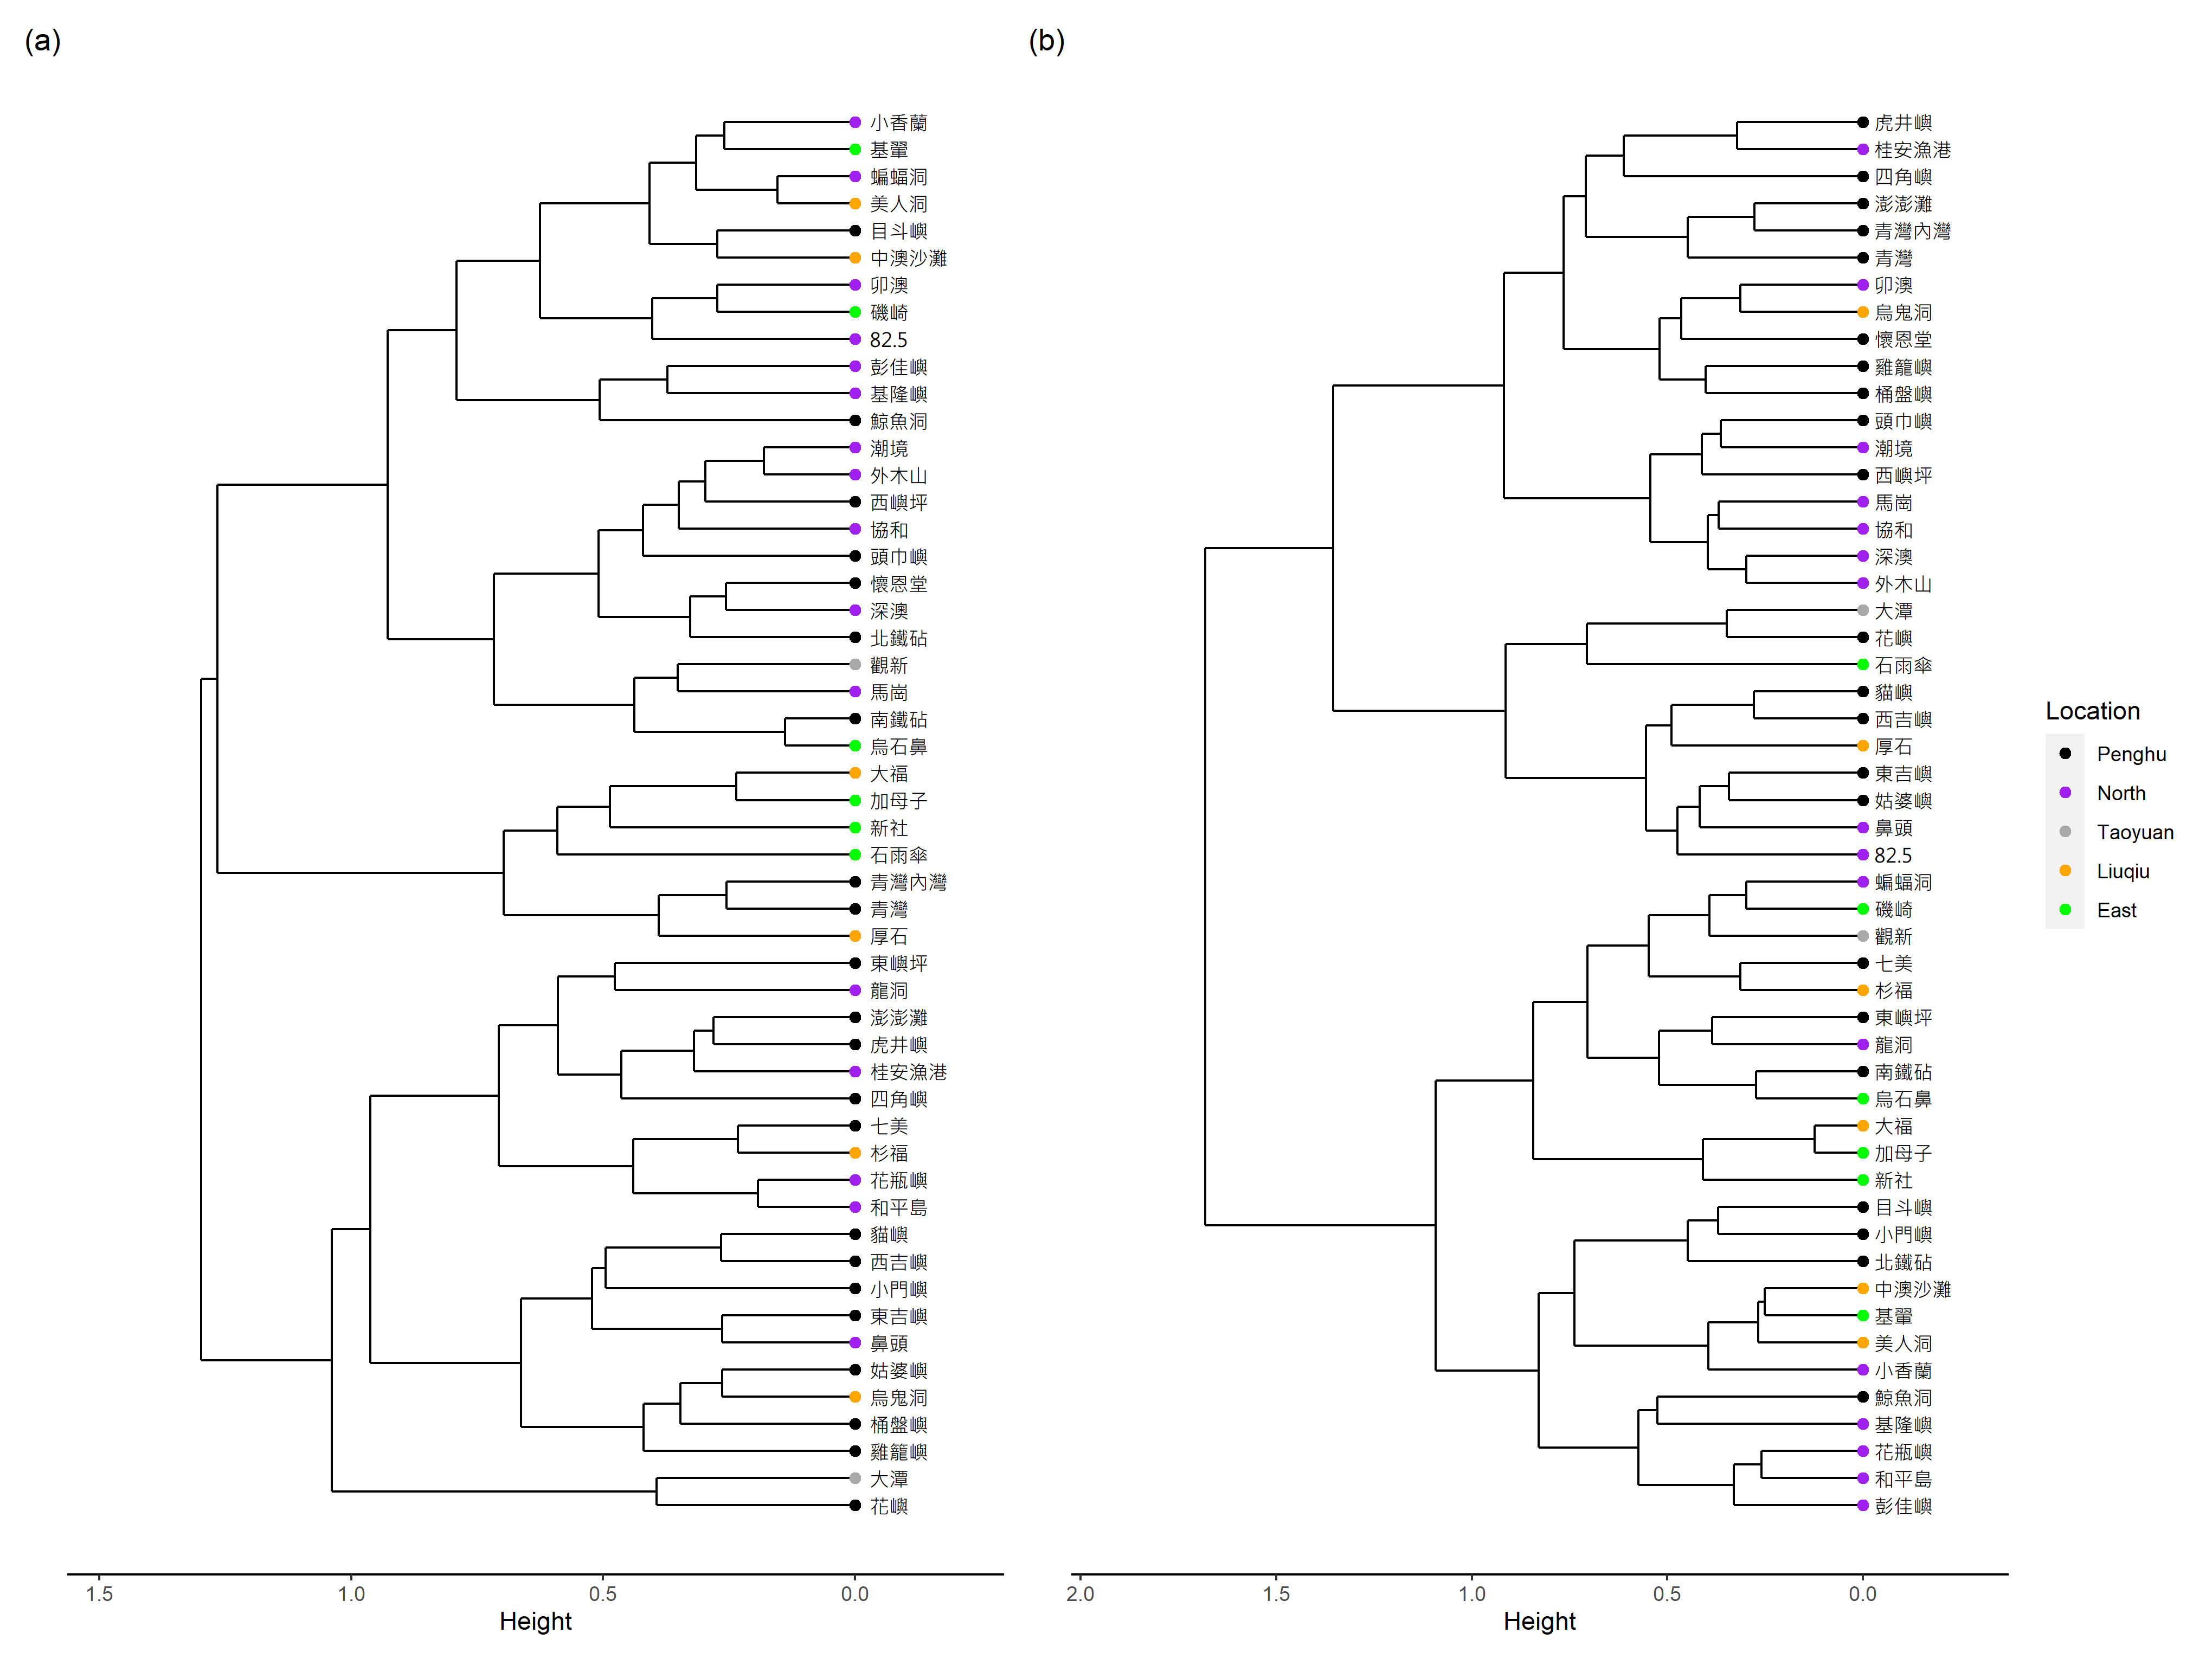 (a)
小香蘭
基翬
蝙蝠洞
美人洞
目斗嶼
中澳沙灘
卯澳
磯崎
82.5
彭佳嶼
基隆嶼
鯨魚洞
潮境
外木山
西嶼坪
協和
頭巾嶼
懷恩堂
深澳
北鐵砧
觀新
馬崗
南鐵砧
烏石鼻
大福
加母子
新社
石雨傘
青灣內灣
青灣
厚石
東嶼坪
龍洞
澎澎灘
虎井嶼
桂安漁港
四角嶼
七美
杉福
花瓶嶼
和平島
貓嶼
西吉嶼
小門嶼
東吉嶼
鼻頭
姑婆嶼
烏鬼洞
桶盤嶼
雞籠嶼
大潭
花嶼
1.5 1.0 0.5 0.0
Height
(b)
虎井嶼
桂安漁港
四角嶼
澎澎灘
青灣內灣
青灣
卯澳
烏鬼洞
懷恩堂
雞籠嶼
桶盤嶼
頭巾嶼
潮境
西嶼坪
馬崗
協和
深澳
外木山
大潭
花嶼
石雨傘
貓嶼
西吉嶼
厚石
東吉嶼
姑婆嶼
鼻頭
82.5
蝙蝠洞
磯崎
觀新
七美
杉福
東嶼坪
龍洞
南鐵砧
烏石鼻
大福
加母子
新社
目斗嶼
小門嶼
北鐵砧
中澳沙灘
基翬
美人洞
小香蘭
鯨魚洞
基隆嶼
花瓶嶼
和平島
彭佳嶼
2.0 1.5 1.0 0.5 0.0
Height
Location
Penghu
North
Taoyuan
Liuqiu
East